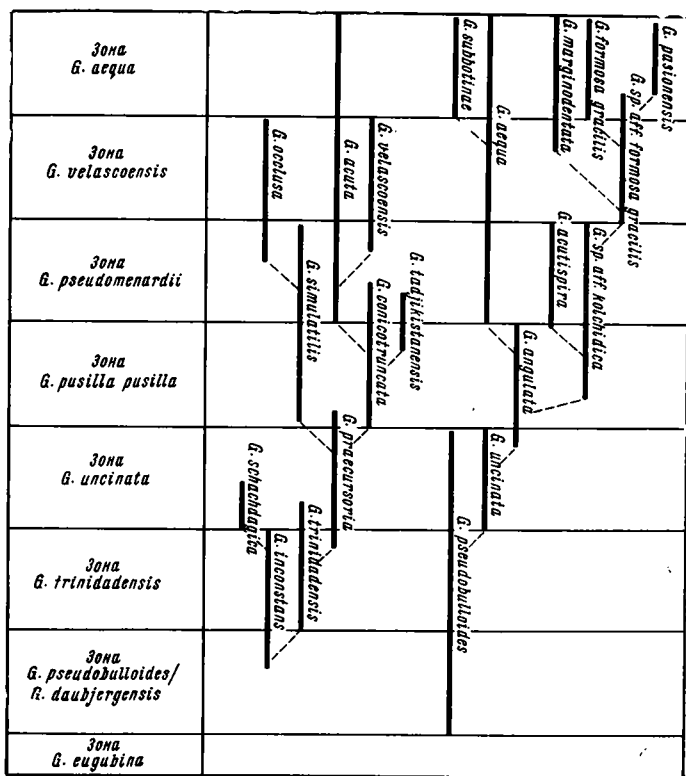 Зона
G. aequa
Зона
G. velascoensis
Зона
G. pseudomenardii
Зона
G. pusilla pusilla
Зона
G. uncinata
Зона
G. trinidadensis
Зона
G. pseudobulloides/
G. daubjergensis
Зона
G. eugubina
G. schachdagica
G. occlusa
G. inconstans
G. simulatilis
G. trinidadensis
G. acuta
G. praecursoria
G. velascoensis
G. conicotruncata
G. tadjikistanensis
G. subbotinae
G. pseudobulloides
G. aequa
G. uncinata
G. angulata
G. marginodentata
G. acutispira
G. formosa gracilis
G. sp. aff. kolchidica
G. sp. aff. formosa gracilis
G. pasionensis